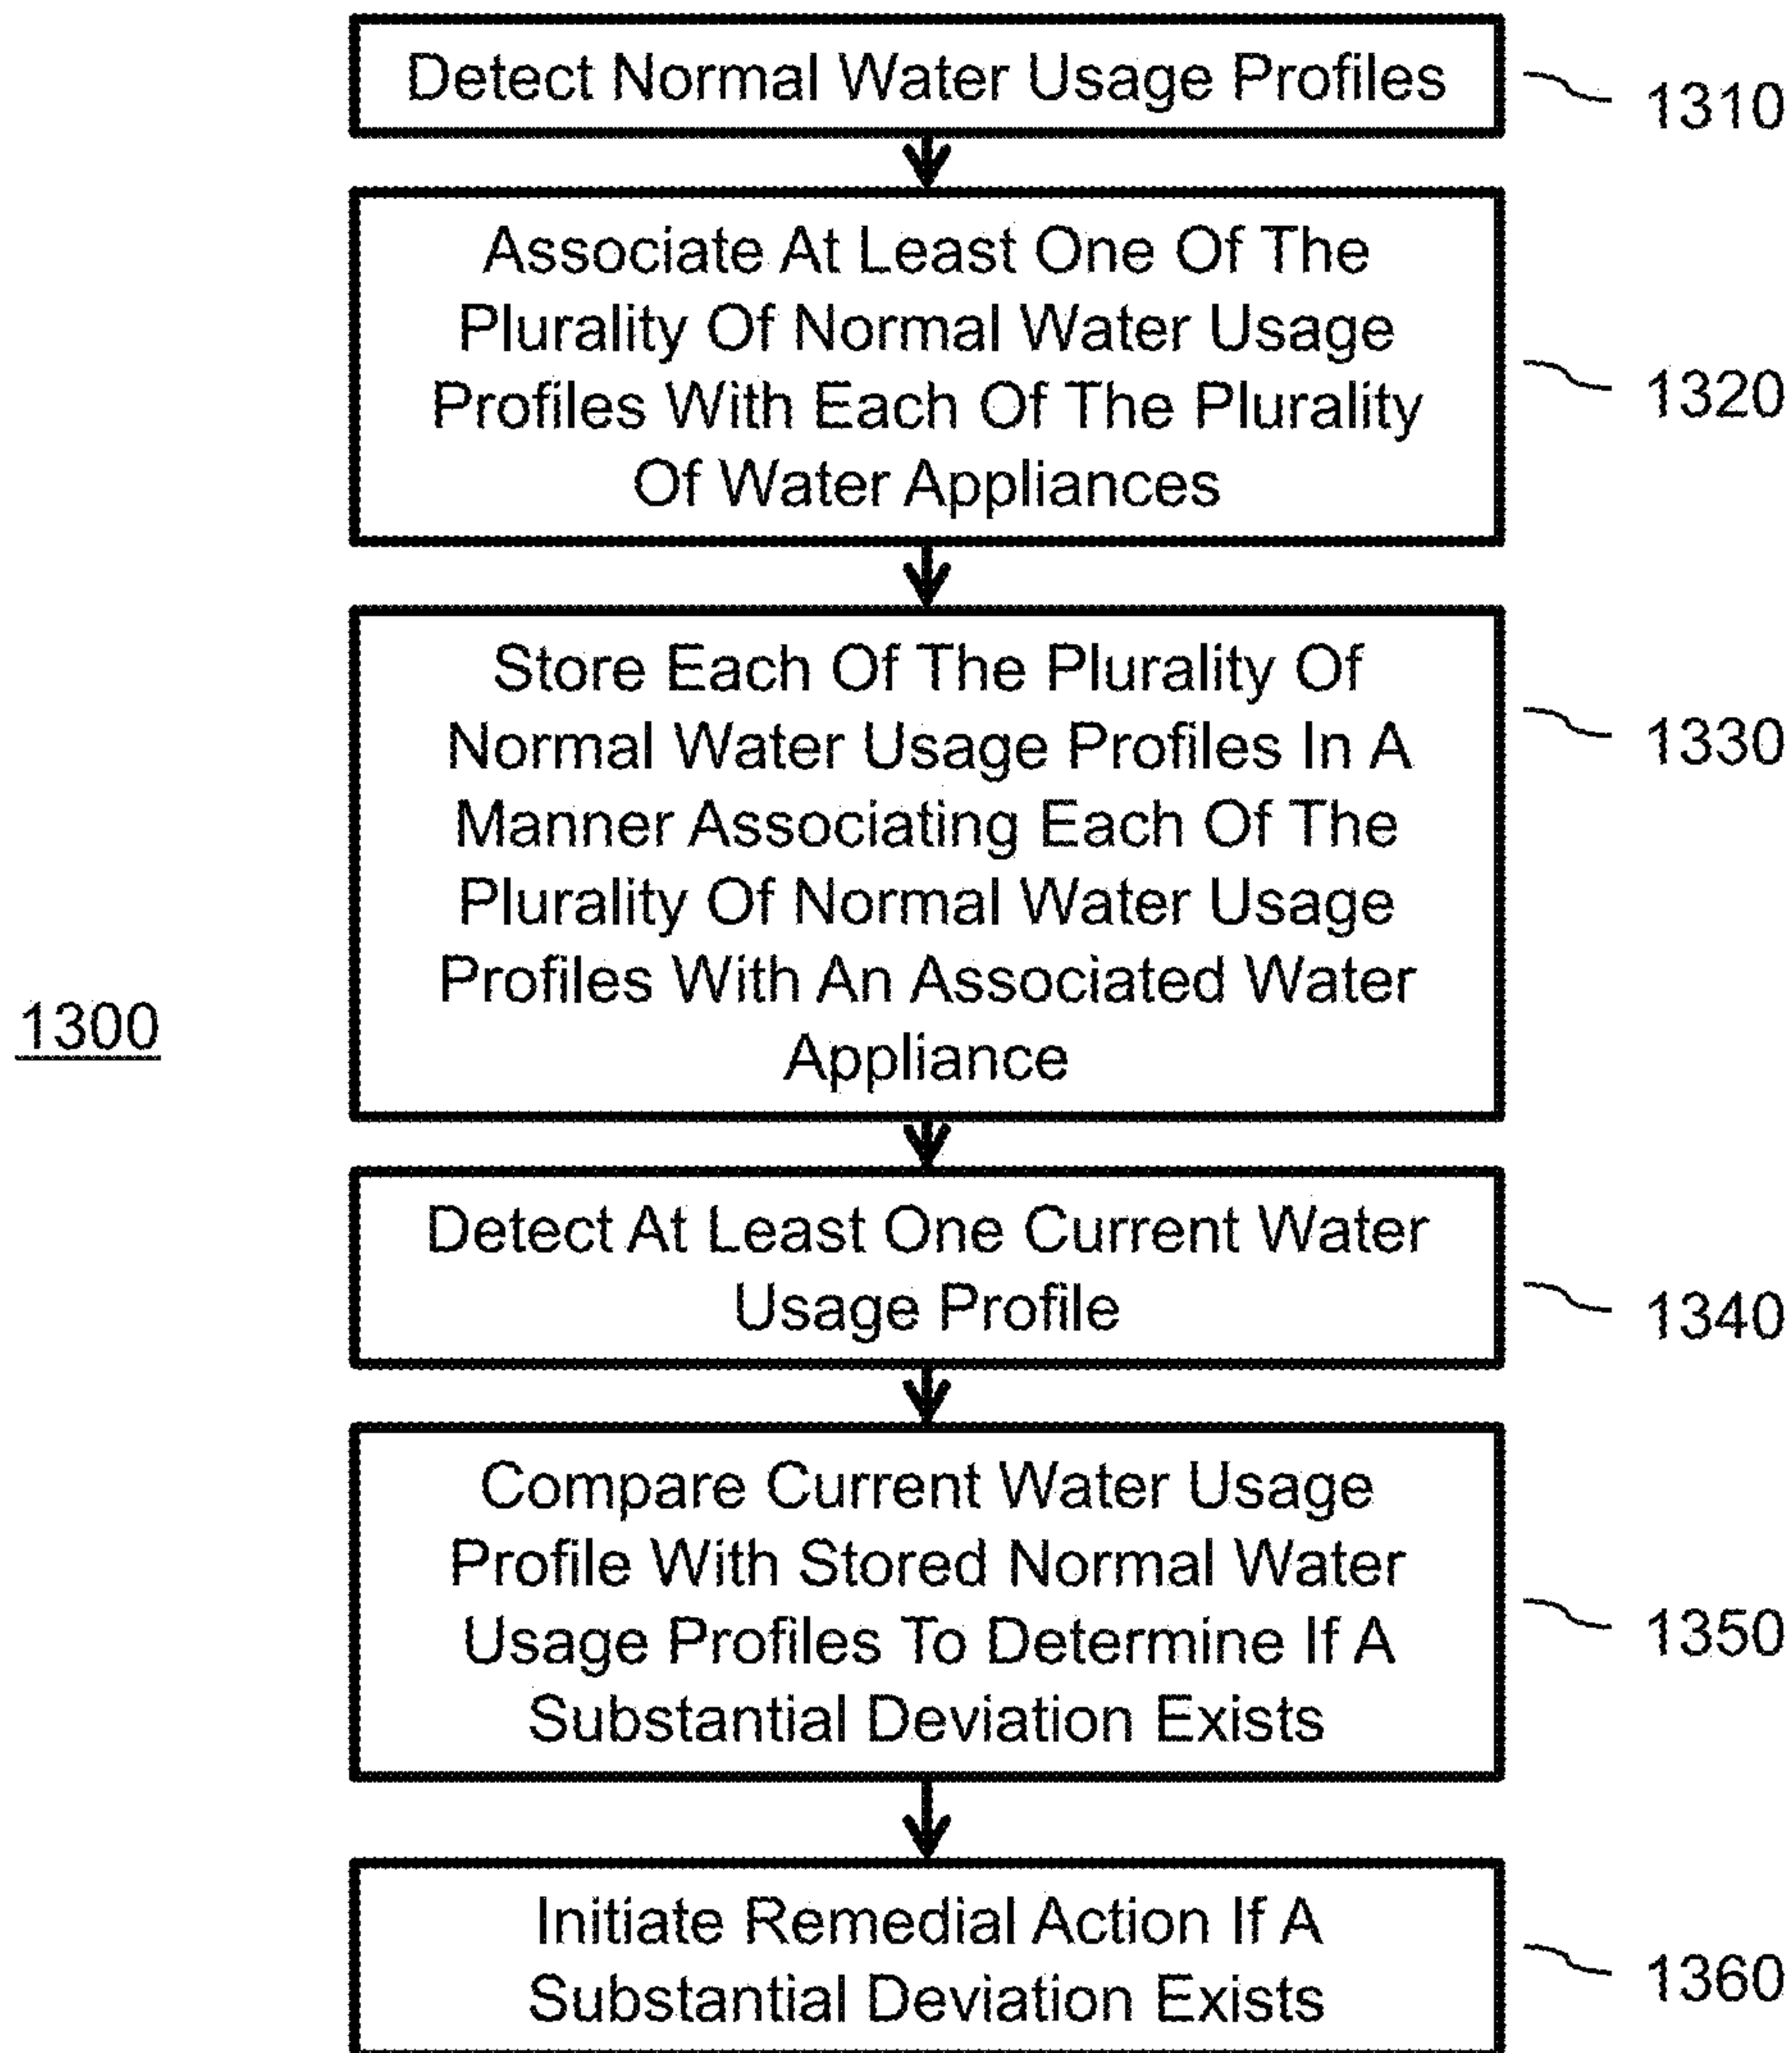 Detect Normal Water Usage Profiles
1310
Associate At Least One Of The
Plurality Of Normal Water Usage
Profiles With Each Of The Plurality
Of Water Appliances
1320
Store Each Of The Plurality Of
Normal Water Usage Profiles In A
Manner Associating Each Of The
Plurality Of Normal Water Usage
Profiles With An Associated Water
Appliance
1330
1300
Detect At Least One Current Water
Usage Profile
1340
Compare Current Water Usage
Profile With Stored Normal Water
Usage Profiles To Determine If A
Substantial Deviation Exists
1350
Initiate Remedial Action If A
Substantial Deviation Exists
1360